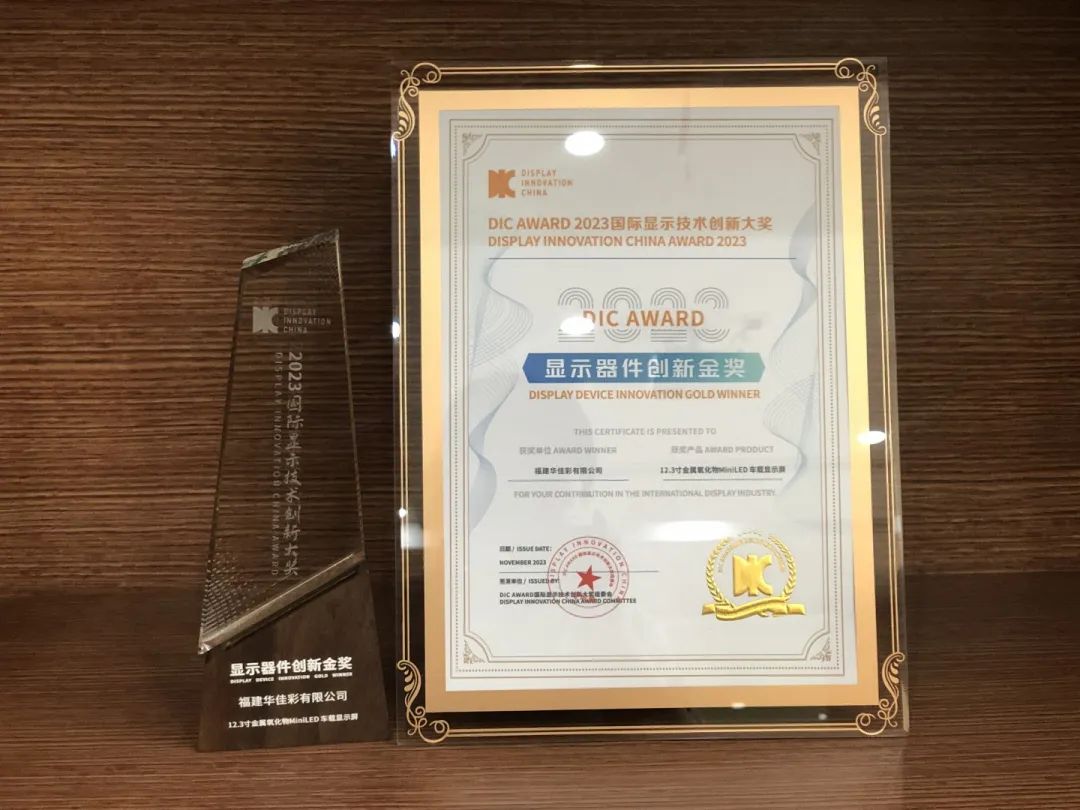 DISPLAY
INNOVATION
CHINA
2023国际显示技术创新大奖
DISPLAY INNOVATION CHINA AWARD
显示器件创新金奖
DISPLAY DEVICE INNOVATION GOLD WINNER
福建华佳彩有限公司
12.3寸金属氧化物MiniLED 车载显示屏
DISPLAY
INNOVATION
CHINA
DIC AWARD 2023国际显示技术创新大奖
DISPLAY INNOVATION CHINA AWARD 2023
2023
DIC AWARD
显示器件创新金奖
DISPLAY DEVICE INNOVATION GOLD WINNER
THIS CERTIFICATE IS PRESENTED TO
获奖单位 AWARD WINNER
获奖产品 AWARD PRODUCT
福建华佳彩有限公司
12.3寸金属氧化物MiniLED 车载显示屏
FOR YOUR CONTRIBUTION IN THE INTERNATIONAL DISPLAY INDUSTRY.
日期 / ISSUE DATE:
NOVEMBER 2023
签发单位 / ISSUED BY:
DIC AWARD国际显示技术创新大奖组委会
DISPLAY INNOVATION CHINA AWARD COMMITTEE
DISPLAY INNOVATION CHINA
DIC